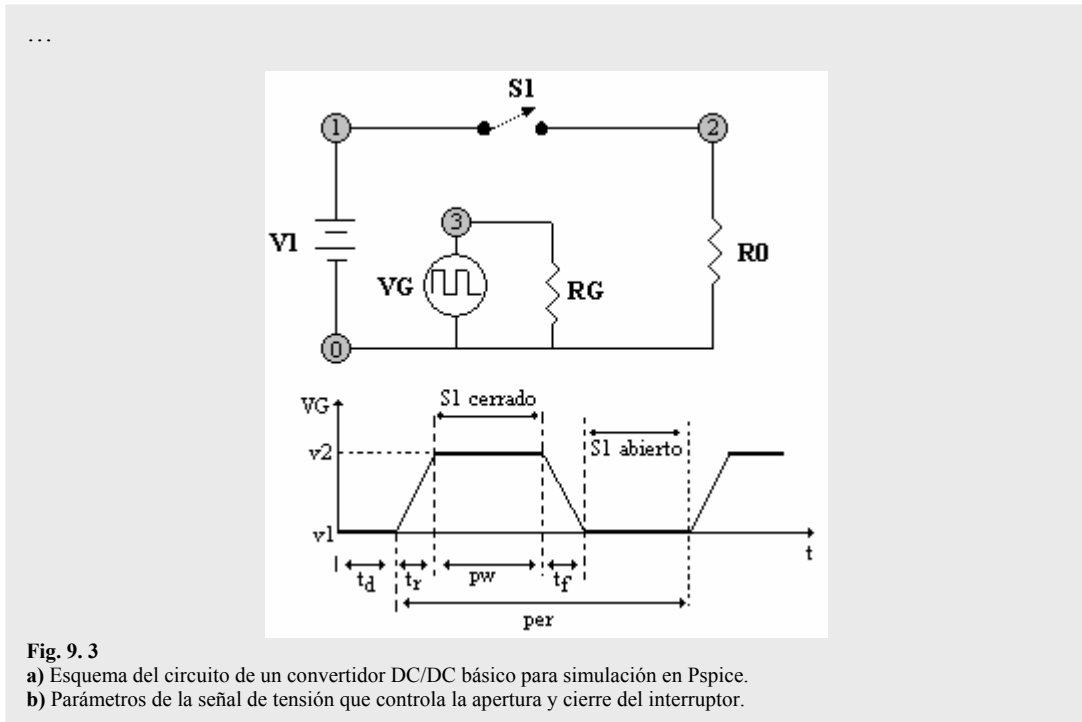 ...
S1
1
2
3
V1
VG
RG
R0
0
VG
S1 cerrado
v2
S1 abierto
v1
t
td
tr
pw
tf
per
Fig. 9. 3
a) Esquema del circuito de un convertidor DC/DC básico para simulación en Pspice.
b) Parámetros de la señal de tensión que controla la apertura y cierre del interruptor.